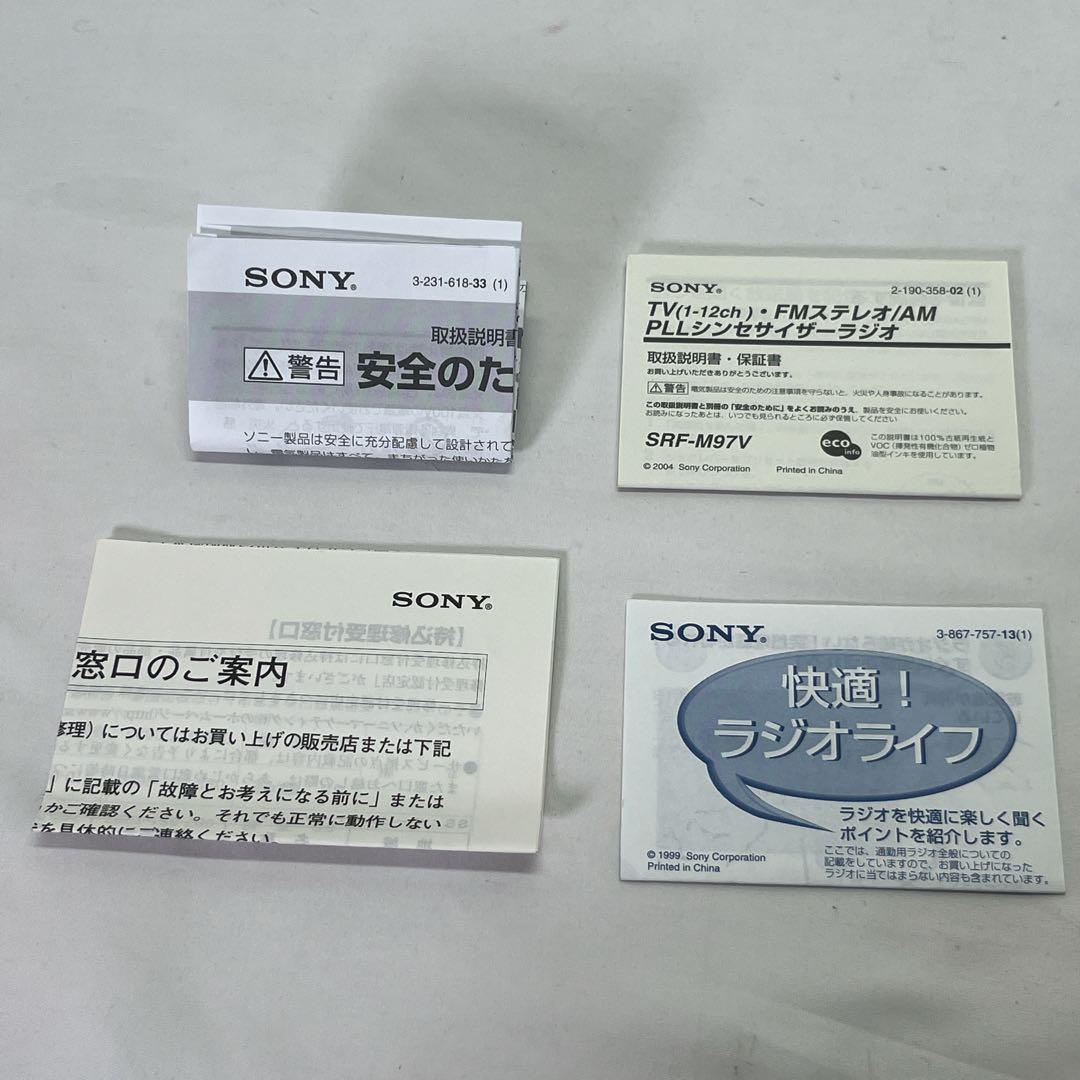 SONY®
3-231-618-33 (1)
取扱説明書
警告 安全のた
ソニー製品は安全に充分配慮して設計されて
SONY®
2-190-358-02 (1)
TV(1-12ch)・FMステレオ/AM
PLLシンセサイザーラジオ
取扱説明書・保証書
お買い上げいただきありがとうございます。
警告 電気製品は安全のための注意事項を守らないと、火災や人身事故になることがあります。
この取扱説明書と別冊の「安全のために」をよくお読みのうえ、製品を安全にお使いください。
お読みになったあとは、いつでも見られるところに必ず保管してください
SRF-M97V
eco
info
この説明書は100%古紙再生紙と
VOC（揮発性有機化合物）ゼロ植物
油型インキを使用しています。
© 2004 Sony Corporation Printed in China
SONY®
窓口のご案内
修理）についてはお買い上げの販売店または下記
」に記載の「故障とお考えになる前に」または
かご確認ください。それでも正常に動作しない
を具体的にご連絡ください。
SONY®
3-867-757-13(1)
快適！
ラジオライフ
ラジオを快適に楽しく聞く
ポイントを紹介します。
ここでは、通勤用ラジオ全般についての
記載をしていますので、お買い上げになった
ラジオに当てはまらない内容も含まれています。
© 1999 Sony Corporation
Printed in China